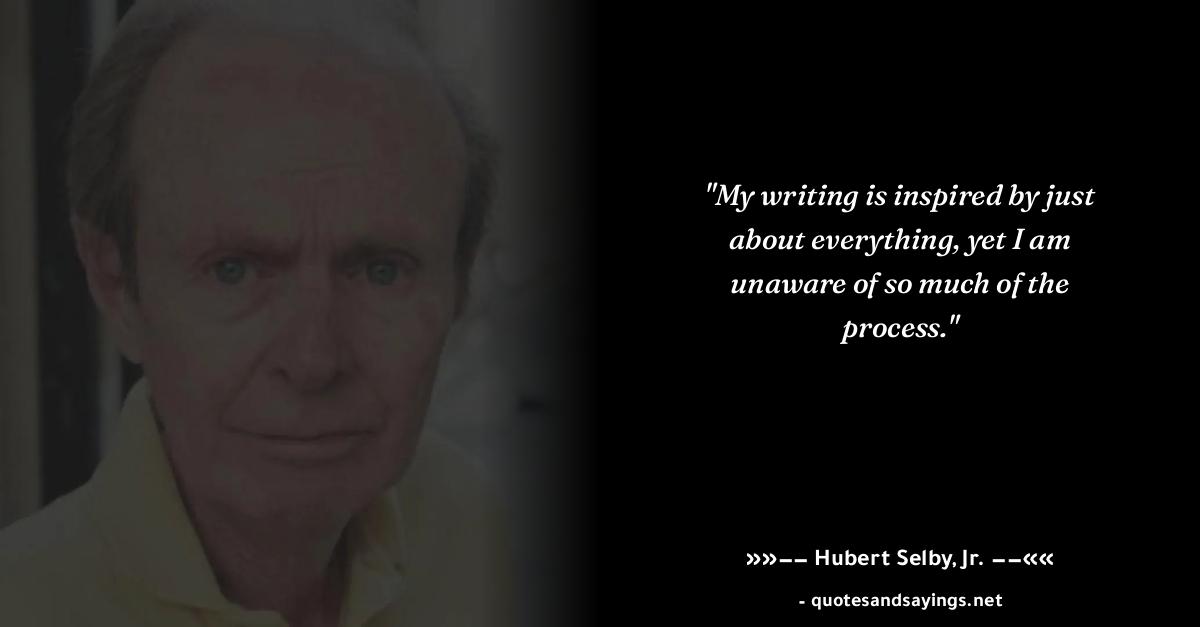 "My writing is inspired by just
about everything, yet I am
unaware of so much of the
process."
»»−− Hubert Selby, Jr. −−««
- quotesandsayings.net